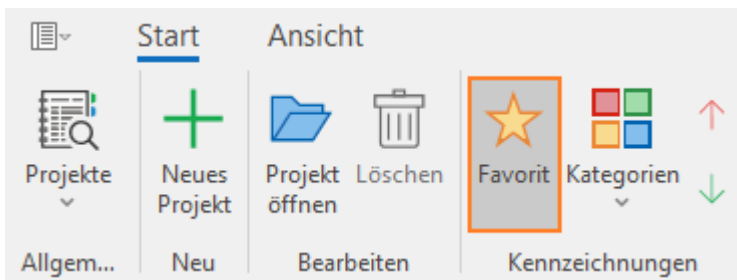 Start Ansicht
Projekte Neues Projekt Löschen Favorit Kategorien
Projekt öffnen
Allgem... Neu Bearbeiten Kennzeichnungen